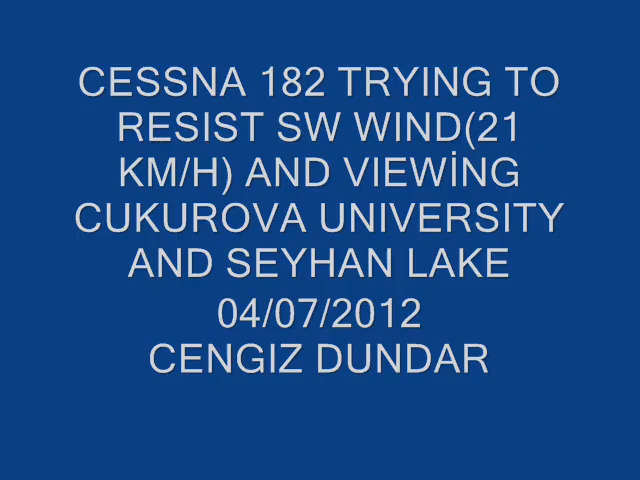 CESSNA 182 TRYING TO
RESIST SW WIND(21
KM/H) AND VIEWİNG
CUKUROVA UNIVERSITY
AND SEYHAN LAKE
04/07/2012
CENGIZ DUNDAR